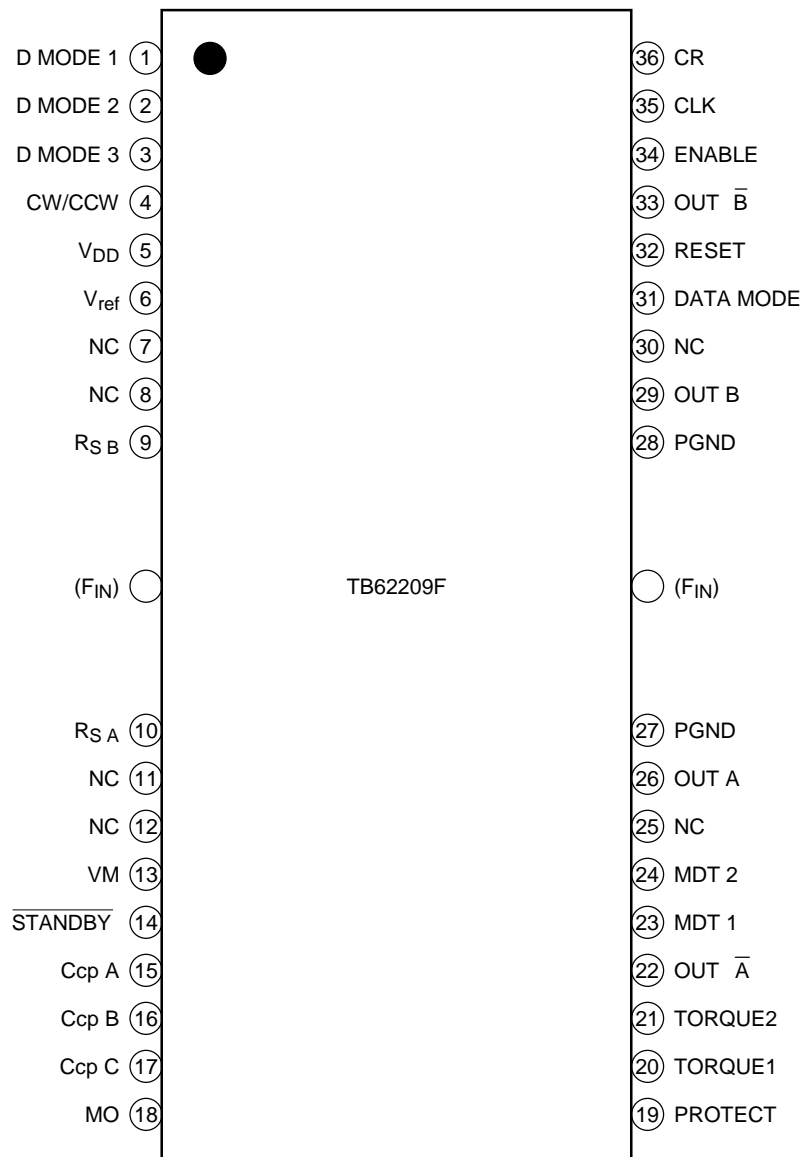 D MODE 1 1 36 CR
D MODE 2 2 35 CLK
D MODE 3 3 34 ENABLE
CW/CCW 4 33 OUT B̅
VDD 5 32 RESET
Vref 6 31 DATA MODE
NC 7 30 NC
NC 8 29 OUT B
RS B 9 28 PGND
(FIN) TB62209F (FIN)
RS A 10 27 PGND
NC 11 26 OUT A
NC 12 25 NC
VM 13 24 MDT 2
S̅T̅A̅N̅D̅B̅Y̅ 14 23 MDT 1
Ccp A 15 22 OUT A̅
Ccp B 16 21 TORQUE2
Ccp C 17 20 TORQUE1
MO 18 19 PROTECT